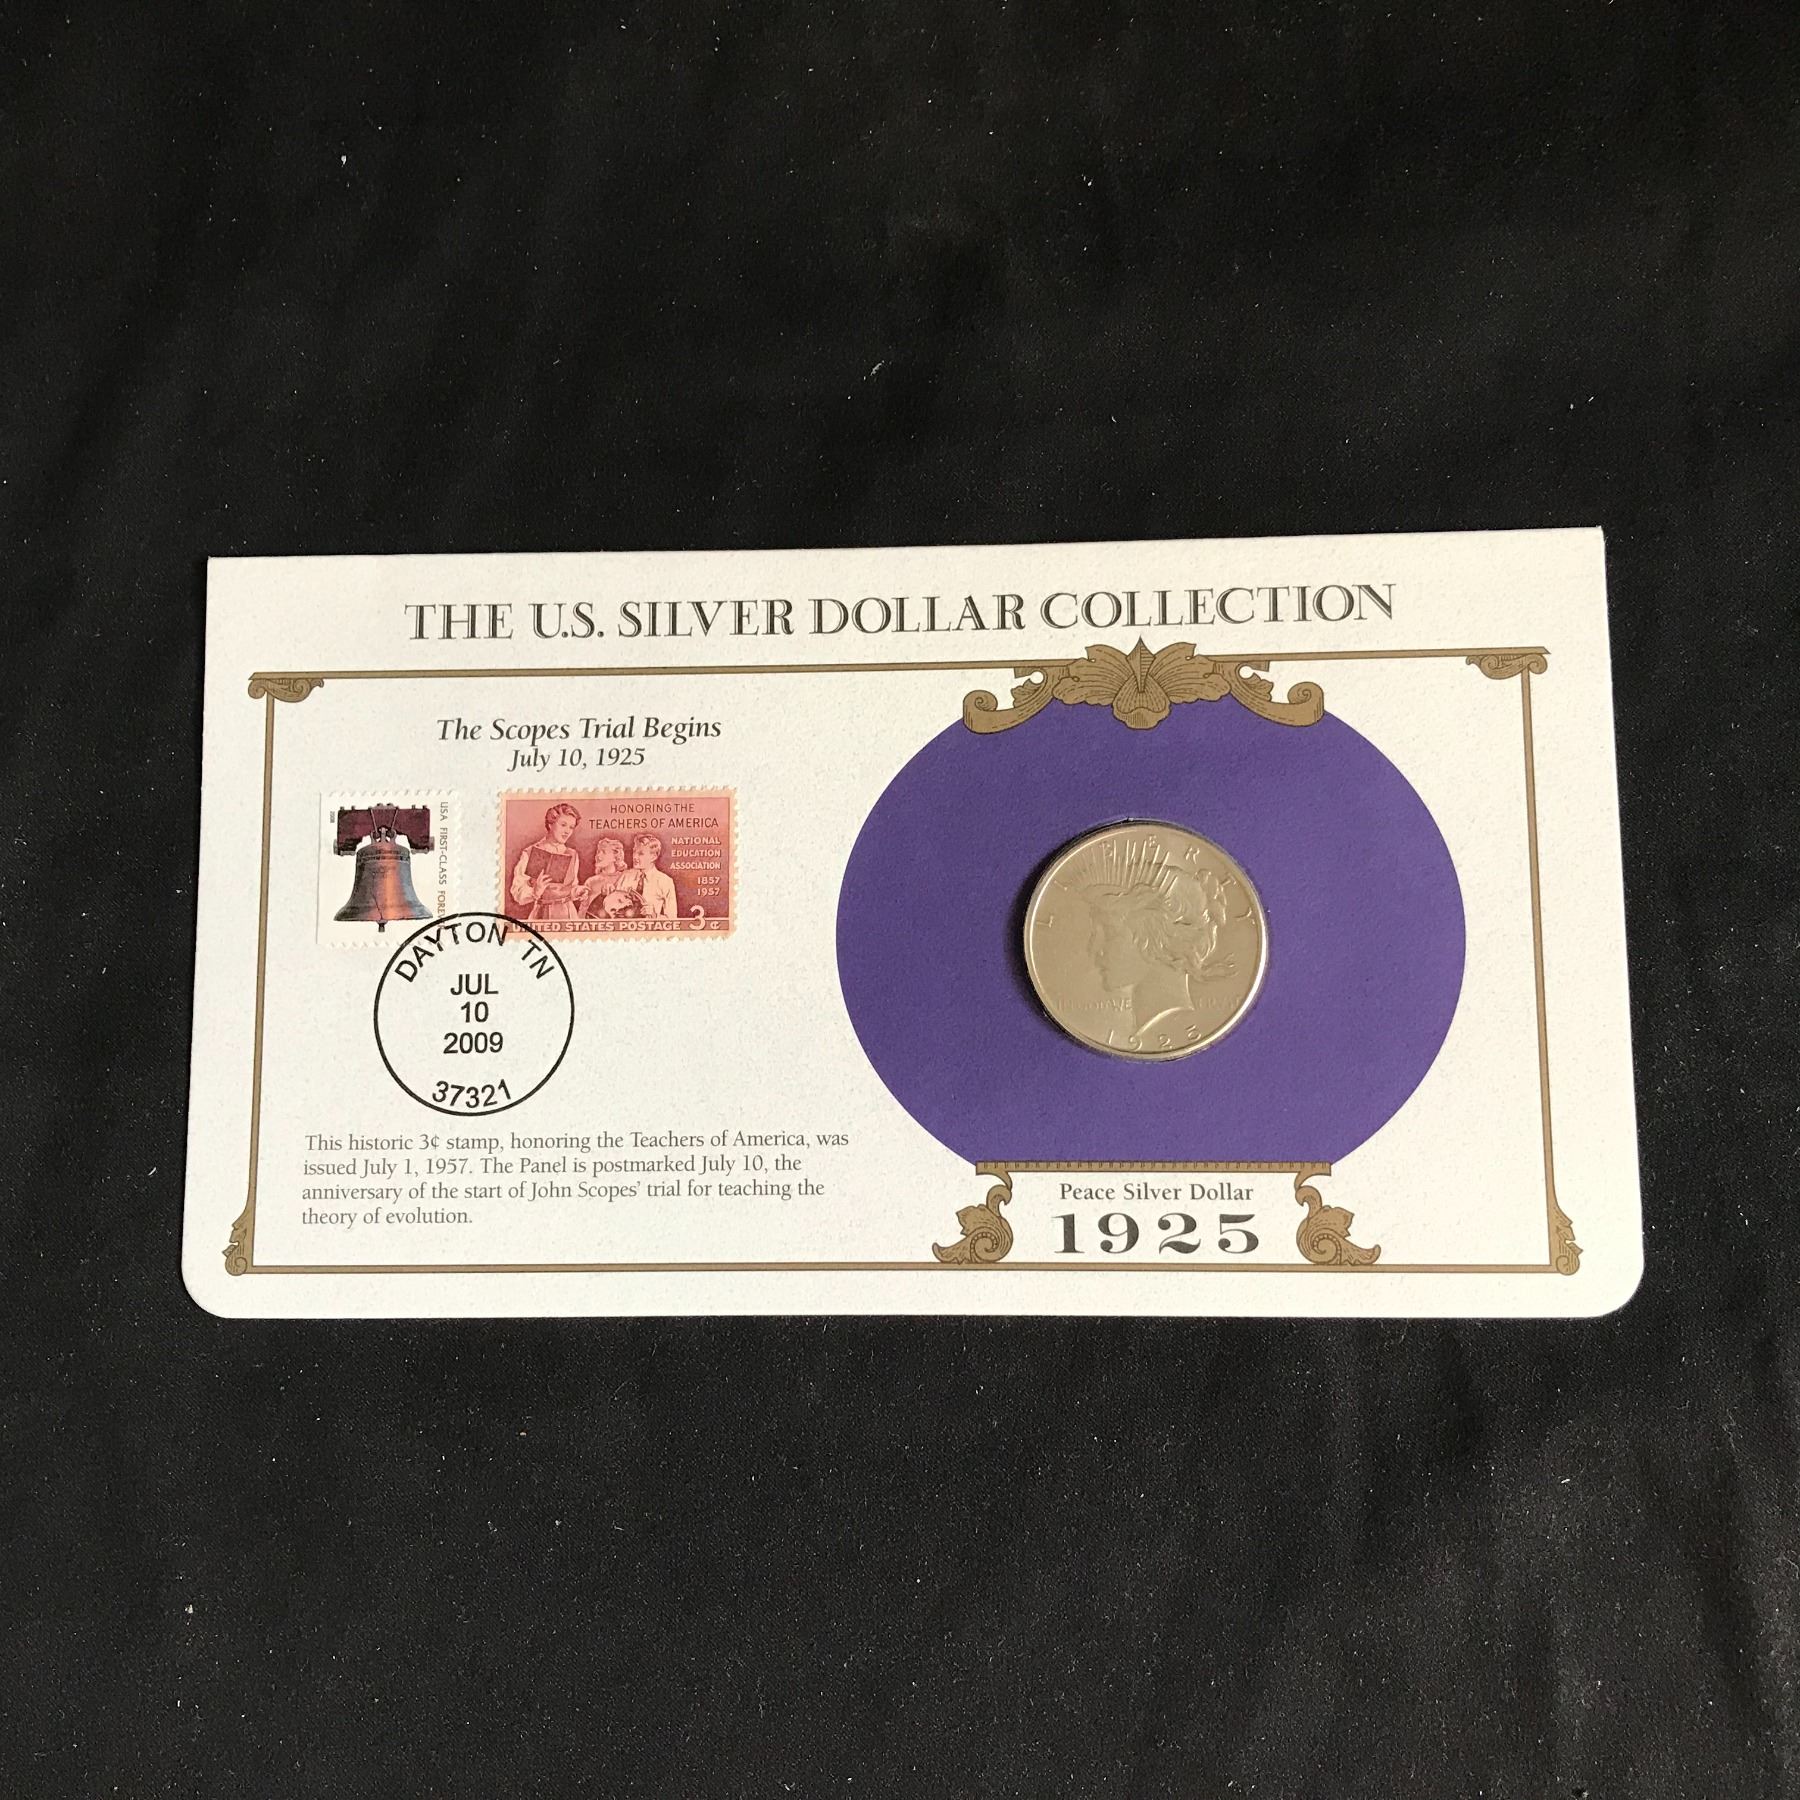 THE U.S. SILVER DOLLAR COLLECTION
The Scopes Trial Begins
July 10, 1925
2008
USA FIRST-CLASS FOREV
HONORING THE
TEACHERS OF AMERICA
NATIONAL
EDUCATION
ASSOCIATION
1857
1957
UNITED STATES POSTAGE 3¢
DAYTON TN
JUL
10
2009
37321
This historic 3¢ stamp, honoring the Teachers of America, was
issued July 1, 1957. The Panel is postmarked July 10, the
anniversary of the start of John Scopes' trial for teaching the
theory of evolution.
LIBERTY
1925
Peace Silver Dollar
1925